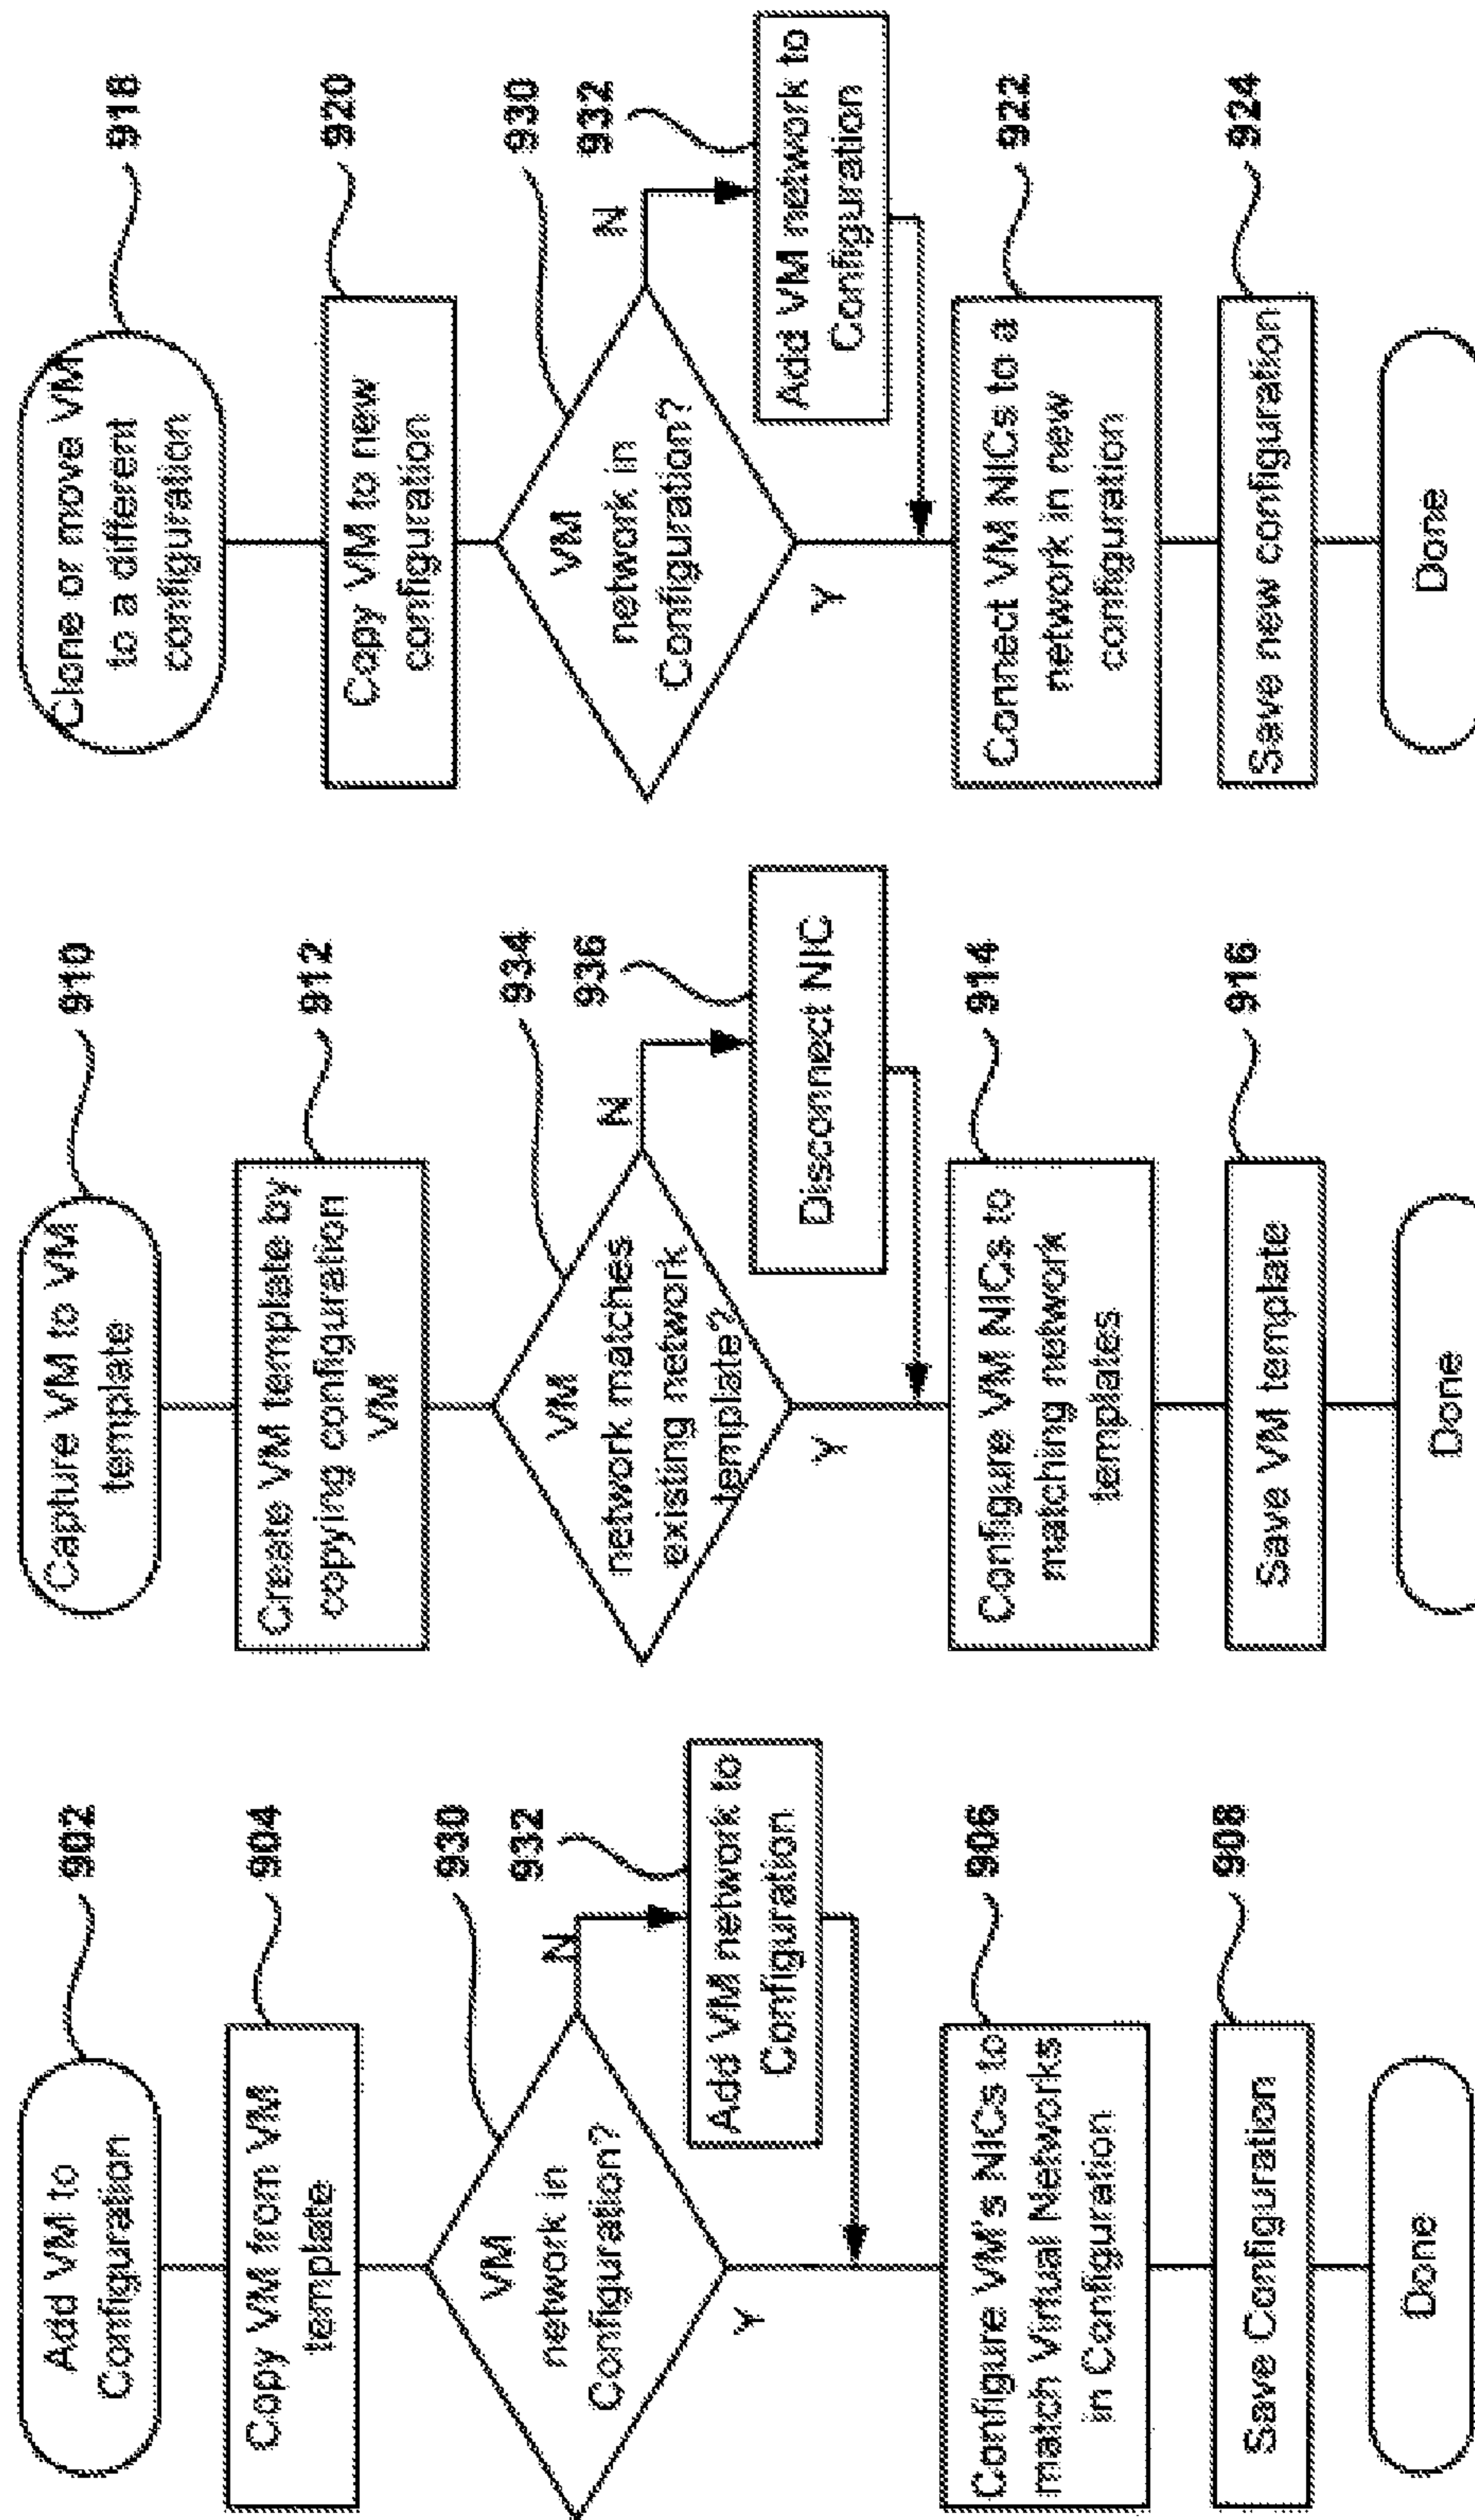 Add VM to
Configuration
902
Copy VM from VM
template
904
VM
network in
Configuration?
930
N
932
Add VM network to
Configuration
Y
Configure VM's NICs to
match Virtual Networks
in Configuration
906
Save Configuration
908
Done
Capture VM to VM
template
910
Create VM template by
copying configuration
VM
912
VM
network matches
existing network
template?
934
N
936
Disconnect NIC
Y
Configure VM NICs to
matching network
templates
914
Save VM template
916
Done
Clone or move VM
to a different
configuration
918
Copy VM to new
configuration
920
VM
network in
Configuration?
930
N
932
Add VM network to
Configuration
Y
Connect VM NICs to a
network in new
configuration
922
Save new configuration
924
Done